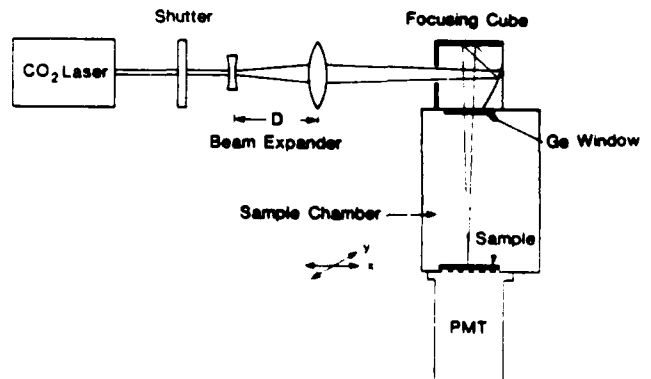 Shutter
Focusing Cube
CO2 Laser
D
Beam Expander
Ge Window
Sample Chamber
Sample
y
x
PMT